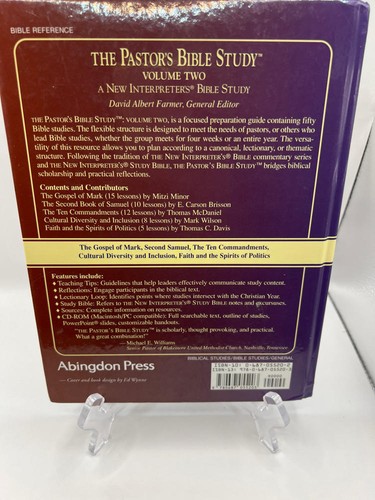 BIBLE REFERENCE
THE PASTOR'S BIBLE STUDY™
VOLUME TWO
A NEW INTERPRETER'S® BIBLE STUDY
David Albert Farmer, General Editor
THE PASTOR'S BIBLE STUDY™: VOLUME TWO, is a focused preparation guide containing fifty
Bible studies. The flexible structure is designed to meet the needs of pastors, or others who
lead Bible studies, whether the group meets for four weeks or an entire year. The versa-
tility of this resource allows you to plan according to a canonical, lectionary, or thematic
structure. Following the tradition of THE NEW INTERPRETER'S® BIBLE commentary series
and THE NEW INTERPRETER'S® STUDY BIBLE, THE PASTOR'S BIBLE STUDY™ bridges biblical
scholarship and practical reflections.
Contents and Contributors
The Gospel of Mark (15 lessons) by Mitzi Minor
The Second Book of Samuel (10 lessons) by E. Carson Brisson
The Ten Commandments (12 lessons) by Thomas McDaniel
Cultural Diversity and Inclusion (8 lessons) by Mark Wilson
Faith and the Spirits of Politics (5 lessons) by Thomas C. Davis
The Gospel of Mark, Second Samuel, The Ten Commandments,
Cultural Diversity and Inclusion, Faith and the Spirits of Politics
Features include:
• Teaching Tips: Guidelines that help leaders effectively communicate study content.
• Reflections: Engage participants in the biblical text.
• Lectionary Loop: Identifies points where studies intersect with the Christian Year.
• Study Bible: Refers to THE NEW INTERPRETER'S® STUDY BIBLE notes and excursuses.
• Sources: Complete information on resources.
• CD-ROM (Macintosh/PC compatible): Full searchable text, outline of studies,
PowerPoint® slides, customizable handouts.
"THE PASTOR'S BIBLE STUDY™ is scholarly, thought provoking, and practical.
What a great combination!"
— Michael E. Williams
Senior Pastor of Blakemore United Methodist Church, Nashville, Tennessee
BIBLICAL STUDIES/BIBLE STUDIES-GENERAL
Abingdon Press
— Cover and book design by Ed Wynne
90000